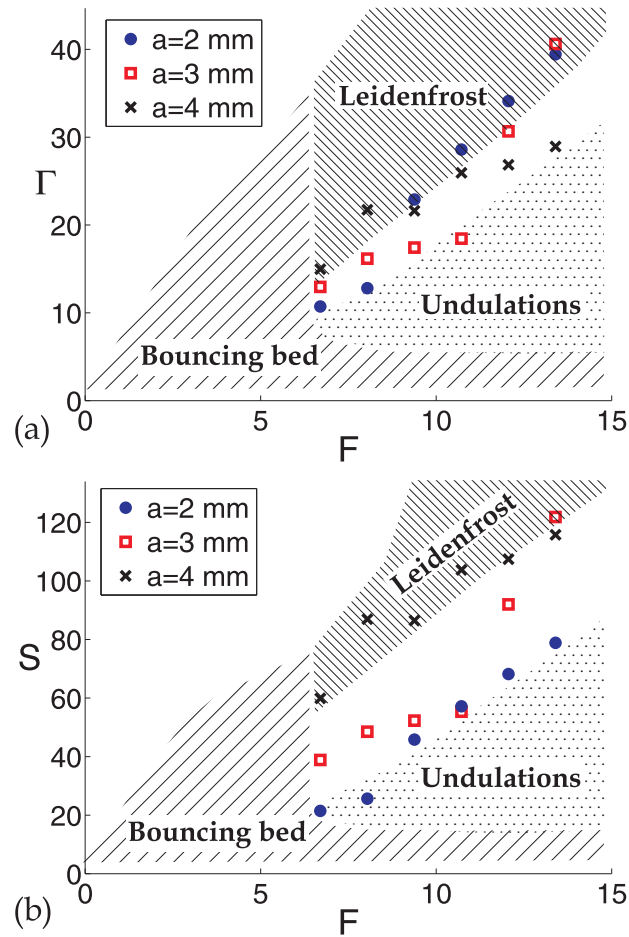 a=2 mm
a=3 mm
a=4 mm
40
30
20
10
0
Γ
Leidenfrost
Undulations
Bouncing bed
0 5 10 15
F
(a)
a=2 mm
a=3 mm
a=4 mm
120
100
80
60
40
20
0
S
Leidenfrost
Undulations
Bouncing bed
0 5 10 15
F
(b)